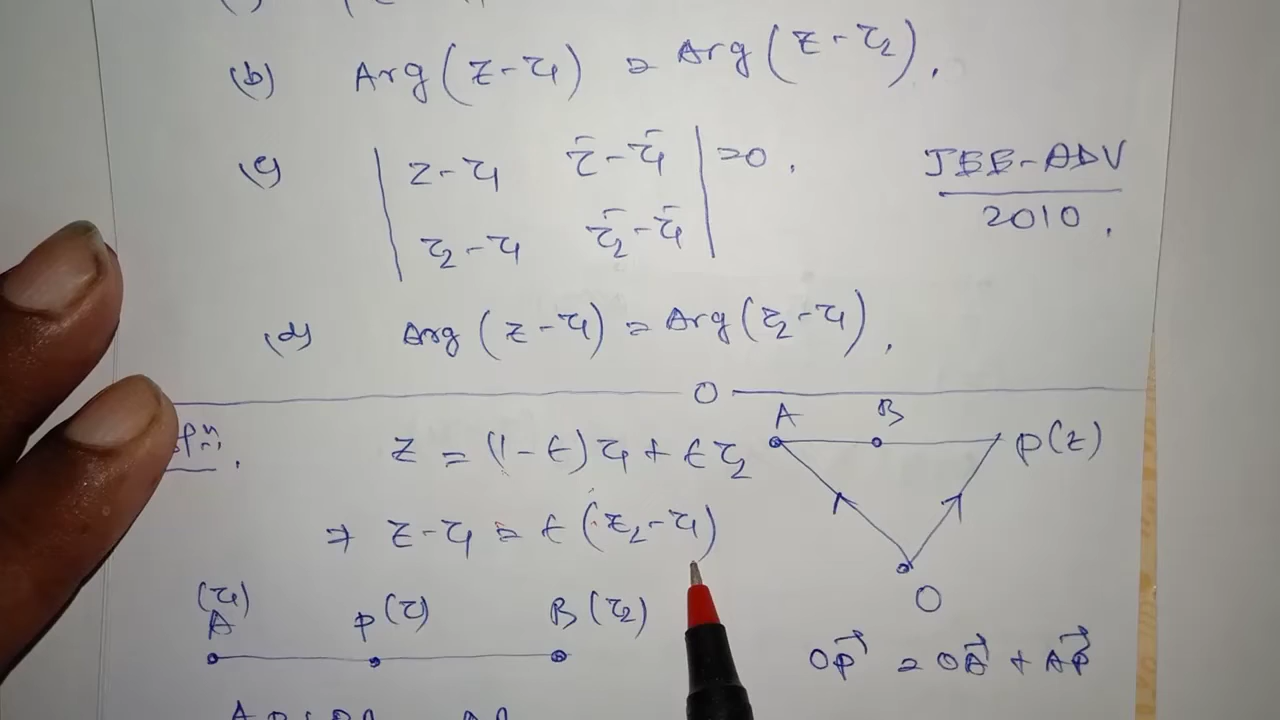 (b) Arg(z-z₁) = Arg(z-z₂).
(c) | z-z₁ z̄-z̄₁ | =0.
| z₂-z₁ z̄₂-z̄₁ |
JEE-ADV
2010.
(d) Arg(z-z₁) = Arg(z₂-z₁).
O
Solⁿ:.
z = (1-t)z₁ + tz₂
⇒ z-z₁ = t(z₂-z₁)
A B P(z)
O
(z₁) P(z) B(z₂)
A
OP⃗ = OA⃗ + AP⃗